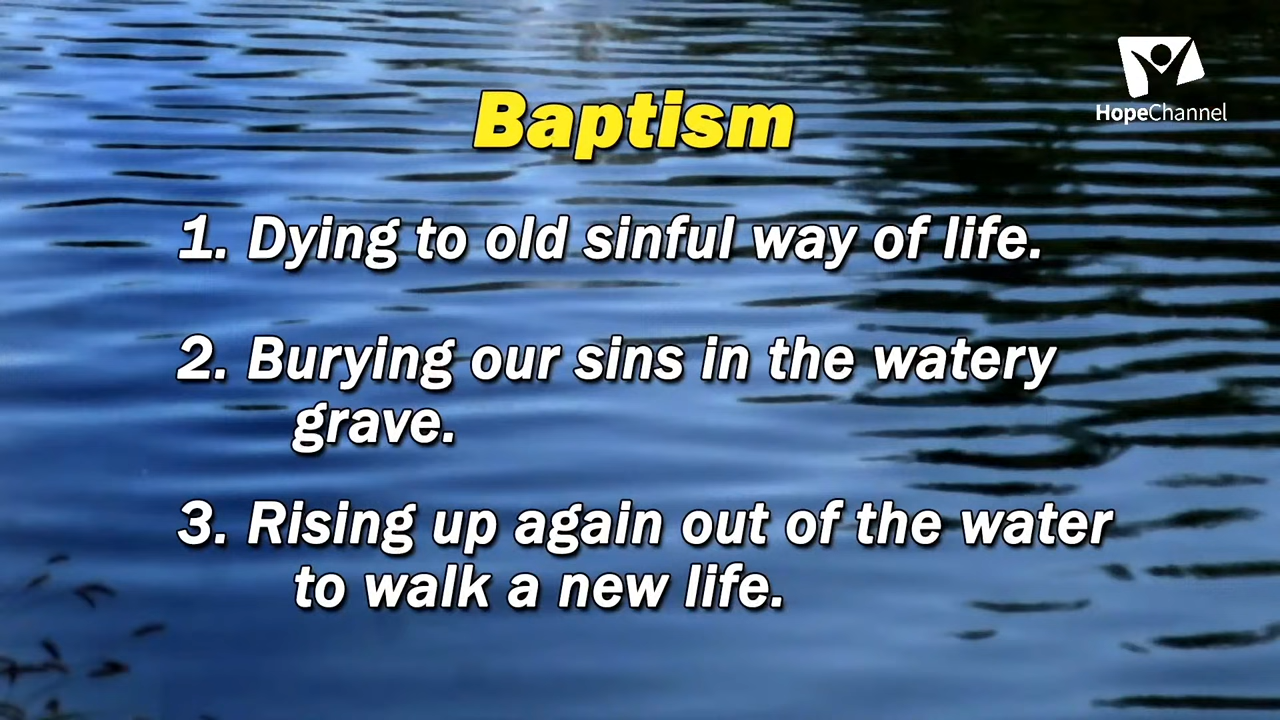 HopeChannel
Baptism
1. Dying to old sinful way of life.
2. Burying our sins in the watery
grave.
3. Rising up again out of the water
to walk a new life.